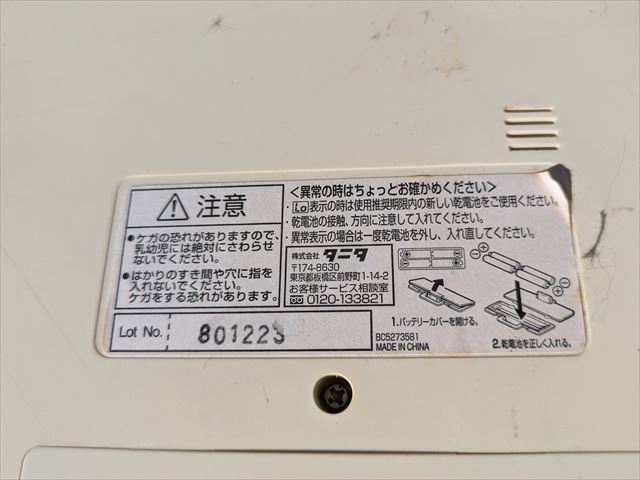 注意
●ケガの恐れがありますので、
乳幼児には絶対にさわらせ
ないでください。
●はかりのすき間や穴に指を
入れないでください。
ケガをする恐れがあります。
<異常の時はちょっとお確かめください>
・Lo表示の時は使用推奨期限内の新しい乾電池をご使用ください。
・乾電池の接触、方向に注意して入れてください。
・異常表示の場合は一度乾電池を外し、入れ直してください。
株式会社 タニタ
〒174-8630
東京都板橋区前野町1-14-2
お客様サービス相談室
0120-133821
1.バッテリーカバーを開ける。
2.乾電池を正しく入れる。
Lot No. 801223
BC5273581
MADE IN CHINA